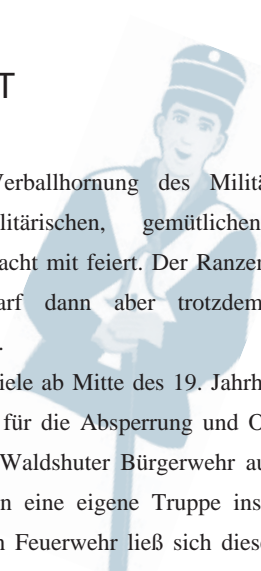 T
Verballhornung des Militä
litärischen, gemütlichen
acht mit feiert. Der Ranzer
arf dann aber trotzdem
.
iele ab Mitte des 19. Jahrh
für die Absperrung und O
Waldshuter Bürgerwehr au
n eine eigene Truppe ins
n Feuerwehr ließ sich diese